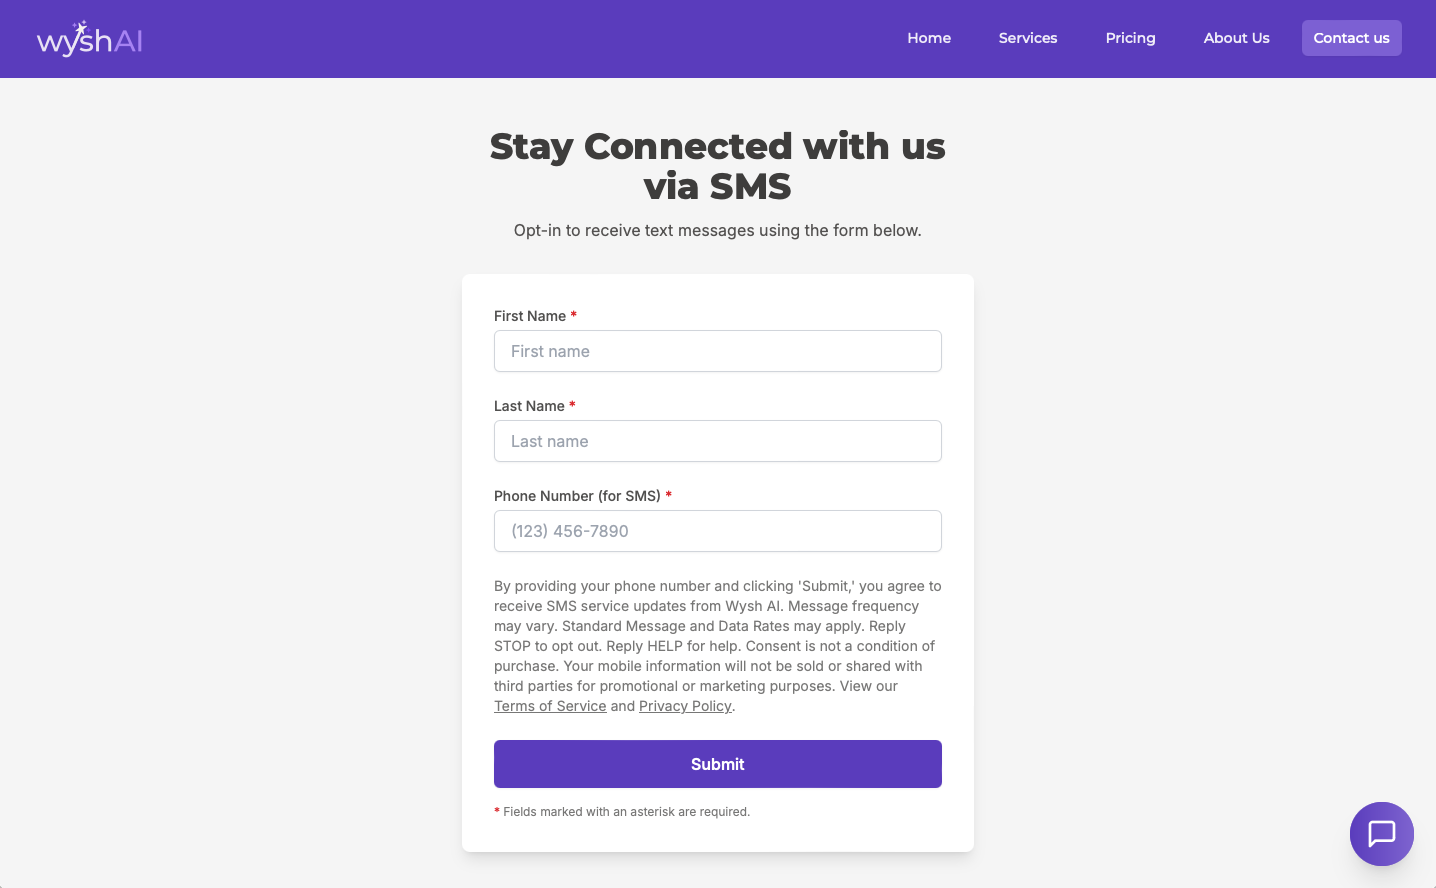 wyshAI
Home
Services
Pricing
About Us
Contact us
Stay Connected with us
via SMS
Opt-in to receive text messages using the form below.
First Name *
First name
Last Name *
Last name
Phone Number (for SMS) *
(123) 456-7890
By providing your phone number and clicking 'Submit,' you agree to
receive SMS service updates from Wysh AI. Message frequency
may vary. Standard Message and Data Rates may apply. Reply
STOP to opt out. Reply HELP for help. Consent is not a condition of
purchase. Your mobile information will not be sold or shared with
third parties for promotional or marketing purposes. View our
Terms of Service and Privacy Policy.
Submit
* Fields marked with an asterisk are required.